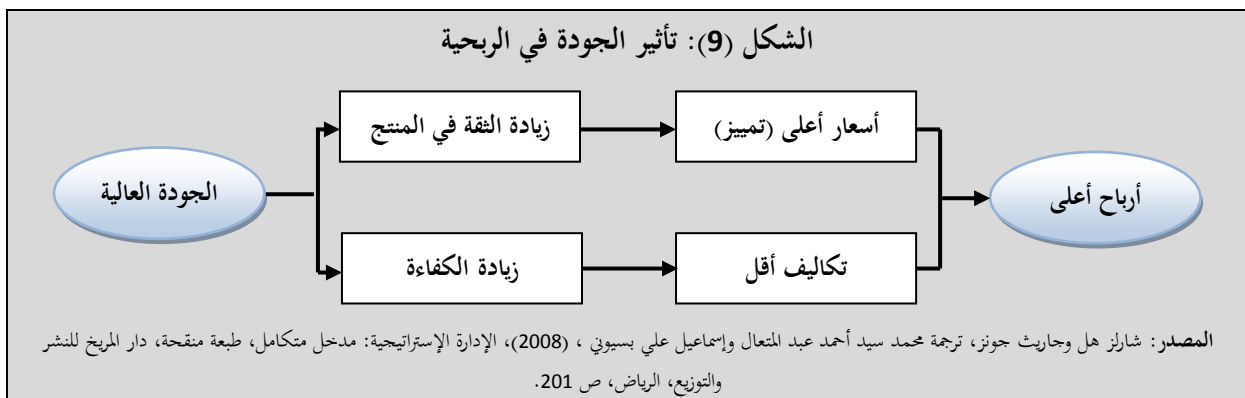 الشكل (9): تأثير الجودة في الربحية
زيادة الثقة في المنتج
أسعار أعلى (تمييز)
الجودة العالية
أرباح أعلى
زيادة الكفاءة
تكاليف أقل
المصدر: شارلز هل وجاريث جونز، ترجمة محمد سيد أحمد عبد المتعال وإسماعيل علي بسيوني ، (2008)، الإدارة الإستراتيجية: مدخل متكامل، طبعة منقحة، دار المريخ للنشر
والتوزيع، الرياض، ص 201.